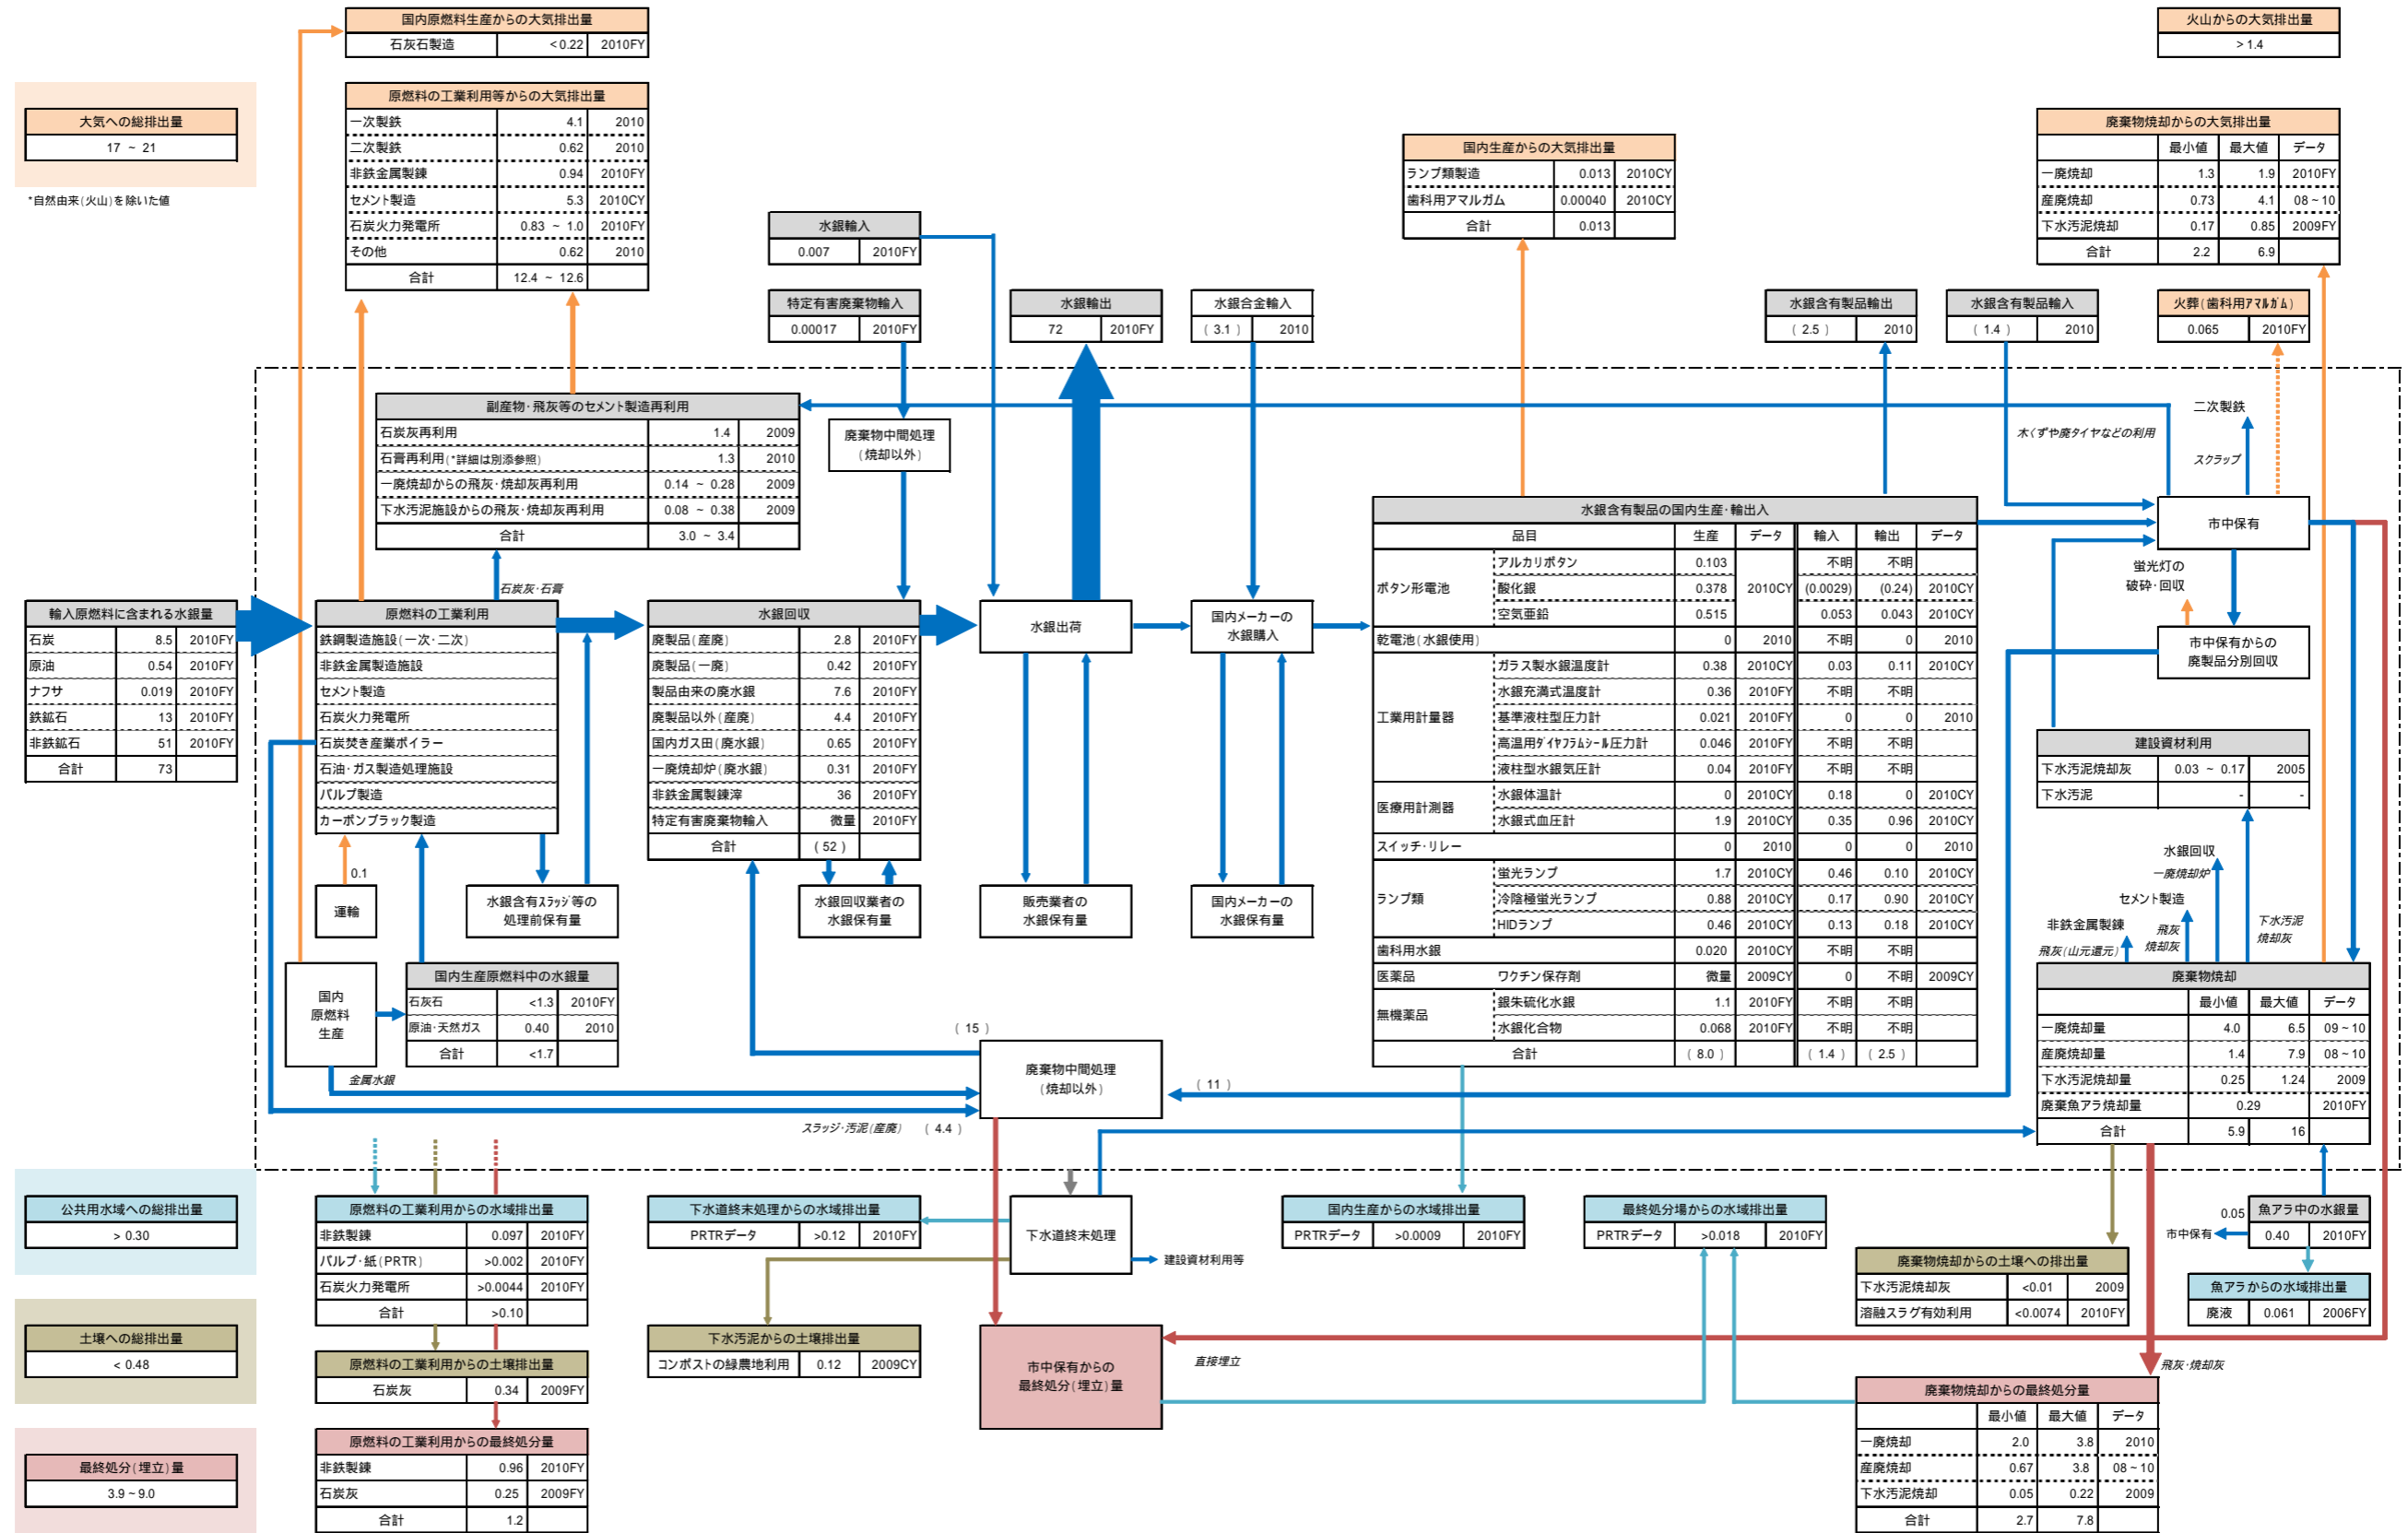 国内原燃料生産からの大気排出量
石灰石製造 <0.22 2010FY
火山からの大気排出量
> 1.4
大気への総排出量
17 ～ 21
*自然由来(火山)を除いた値
原燃料の工業利用等からの大気排出量
一次製鉄 4.1 2010
二次製鉄 0.62 2010
非鉄金属製錬 0.94 2010FY
セメント製造 5.3 2010CY
石炭火力発電所 0.83 ～ 1.0 2010FY
その他 0.62 2010
合計 12.4 ～ 12.6
国内生産からの大気排出量
ランプ類製造 0.013 2010CY
歯科用アマルガム 0.00040 2010CY
合計 0.013
廃棄物焼却からの大気排出量
最小値 最大値 データ
一廃焼却 1.3 1.9 2010FY
産廃焼却 0.73 4.1 08～10
下水汚泥焼却 0.17 0.85 2009FY
合計 2.2 6.9
水銀輸入
0.007 2010FY
特定有害廃棄物輸入
0.00017 2010FY
水銀輸出
72 2010FY
水銀合金輸入
( 3.1 ) 2010
水銀含有製品輸出
( 2.5 ) 2010
水銀含有製品輸入
( 1.4 ) 2010
火葬(歯科用アマルガム)
0.065 2010FY
副産物・飛灰等のセメント製造再利用
石炭灰再利用 1.4 2009
石膏再利用(*詳細は別添参照) 1.3 2010
一廃焼却からの飛灰・焼却灰再利用 0.14 ～ 0.28 2009
下水汚泥施設からの飛灰・焼却灰再利用 0.08 ～ 0.38 2009
合計 3.0 ～ 3.4
石炭灰・石膏
廃棄物中間処理
(焼却以外)
木くずや廃タイヤなどの利用
二次製鉄
スクラップ
市中保有
蛍光灯の
破砕・回収
市中保有からの
廃製品分別回収
輸入原燃料に含まれる水銀量
石炭 8.5 2010FY
原油 0.54 2010FY
ナフサ 0.019 2010FY
鉄鉱石 13 2010FY
非鉄鉱石 51 2010FY
合計 73
原燃料の工業利用
鉄鋼製造施設(一次・二次)
非鉄金属製造施設
セメント製造
石炭火力発電所
石炭焚き産業ボイラー
石油・ガス製造処理施設
パルプ製造
カーボンブラック製造
0.1
運輸
水銀含有スラッジ等の
処理前保有量
水銀回収
廃製品(産廃) 2.8 2010FY
廃製品(一廃) 0.42 2010FY
製品由来の廃水銀 7.6 2010FY
廃製品以外(産廃) 4.4 2010FY
国内ガス田(廃水銀) 0.65 2010FY
一廃焼却炉(廃水銀) 0.31 2010FY
非鉄金属製錬滓 36 2010FY
特定有害廃棄物輸入 微量 2010FY
合計 ( 52 )
水銀回収業者の
水銀保有量
水銀出荷
販売業者の
水銀保有量
国内メーカーの
水銀購入
国内メーカーの
水銀保有量
水銀含有製品の国内生産・輸出入
品目 生産 データ 輸入 輸出 データ
ボタン形電池 アルカリボタン 0.103 不明 不明
酸化銀 0.378 2010CY (0.0029) (0.24) 2010CY
空気亜鉛 0.515 0.053 0.043 2010CY
乾電池(水銀使用) 0 2010 不明 0 2010
工業用計量器 ガラス製水銀温度計 0.38 2010CY 0.03 0.11 2010CY
水銀充満式温度計 0.36 2010FY 不明 不明
基準液柱型圧力計 0.021 2010FY 0 0 2010
高温用ダイヤフラムシール圧力計 0.046 2010FY 不明 不明
液柱型水銀気圧計 0.04 2010FY 不明 不明
医療用計測器 水銀体温計 0 2010CY 0.18 0 2010CY
水銀式血圧計 1.9 2010CY 0.35 0.96 2010CY
スイッチ・リレー 0 2010 0 0 2010
ランプ類 蛍光ランプ 1.7 2010CY 0.46 0.10 2010CY
冷陰極蛍光ランプ 0.88 2010CY 0.17 0.90 2010CY
HIDランプ 0.46 2010CY 0.13 0.18 2010CY
歯科用水銀 0.020 2010CY 不明 不明
医薬品 ワクチン保存剤 微量 2009CY 0 不明 2009CY
無機薬品 銀朱硫化水銀 1.1 2010FY 不明 不明
水銀化合物 0.068 2010FY 不明 不明
合計 ( 8.0 ) ( 1.4 ) ( 2.5 )
建設資材利用
下水汚泥焼却灰 0.03 ～ 0.17 2005
下水汚泥 - -
水銀回収
一廃焼却炉
セメント製造
飛灰
焼却灰
下水汚泥
焼却灰
非鉄金属製錬
飛灰(山元還元)
廃棄物焼却
最小値 最大値 データ
一廃焼却量 4.0 6.5 09～10
産廃焼却量 1.4 7.9 08～10
下水汚泥焼却量 0.25 1.24 2009
廃棄魚アラ焼却量 0.29 2010FY
合計 5.9 16
国内
原燃料
生産
国内生産原燃料中の水銀量
石灰石 <1.3 2010FY
原油・天然ガス 0.40 2010
合計 <1.7
金属水銀
( 15 )
廃棄物中間処理
(焼却以外)
( 11 )
スラッジ・汚泥(産廃) ( 4.4 )
公共用水域への総排出量
> 0.30
原燃料の工業利用からの水域排出量
非鉄製錬 0.097 2010FY
パルプ・紙(PRTR) >0.002 2010FY
石炭火力発電所 >0.0044 2010FY
合計 >0.10
下水道終末処理からの水域排出量
PRTRデータ >0.12 2010FY
下水道終末処理
建設資材利用等
国内生産からの水域排出量
PRTRデータ >0.0009 2010FY
最終処分場からの水域排出量
PRTRデータ >0.018 2010FY
0.05
市中保有
魚アラ中の水銀量
0.40 2010FY
廃棄物焼却からの土壌への排出量
下水汚泥焼却灰 <0.01 2009
溶融スラグ有効利用 <0.0074 2010FY
魚アラからの水域排出量
廃液 0.061 2006FY
土壌への総排出量
< 0.48
原燃料の工業利用からの土壌排出量
石炭灰 0.34 2009FY
下水汚泥からの土壌排出量
コンポストの緑農地利用 0.12 2009CY
市中保有からの
最終処分(埋立)量
直接埋立
飛灰・焼却灰
最終処分(埋立)量
3.9～9.0
原燃料の工業利用からの最終処分量
非鉄製錬 0.96 2010FY
石炭灰 0.25 2009FY
合計 1.2
廃棄物焼却からの最終処分量
最小値 最大値 データ
一廃焼却 2.0 3.8 2010
産廃焼却 0.67 3.8 08～10
下水汚泥焼却 0.05 0.22 2009
合計 2.7 7.8